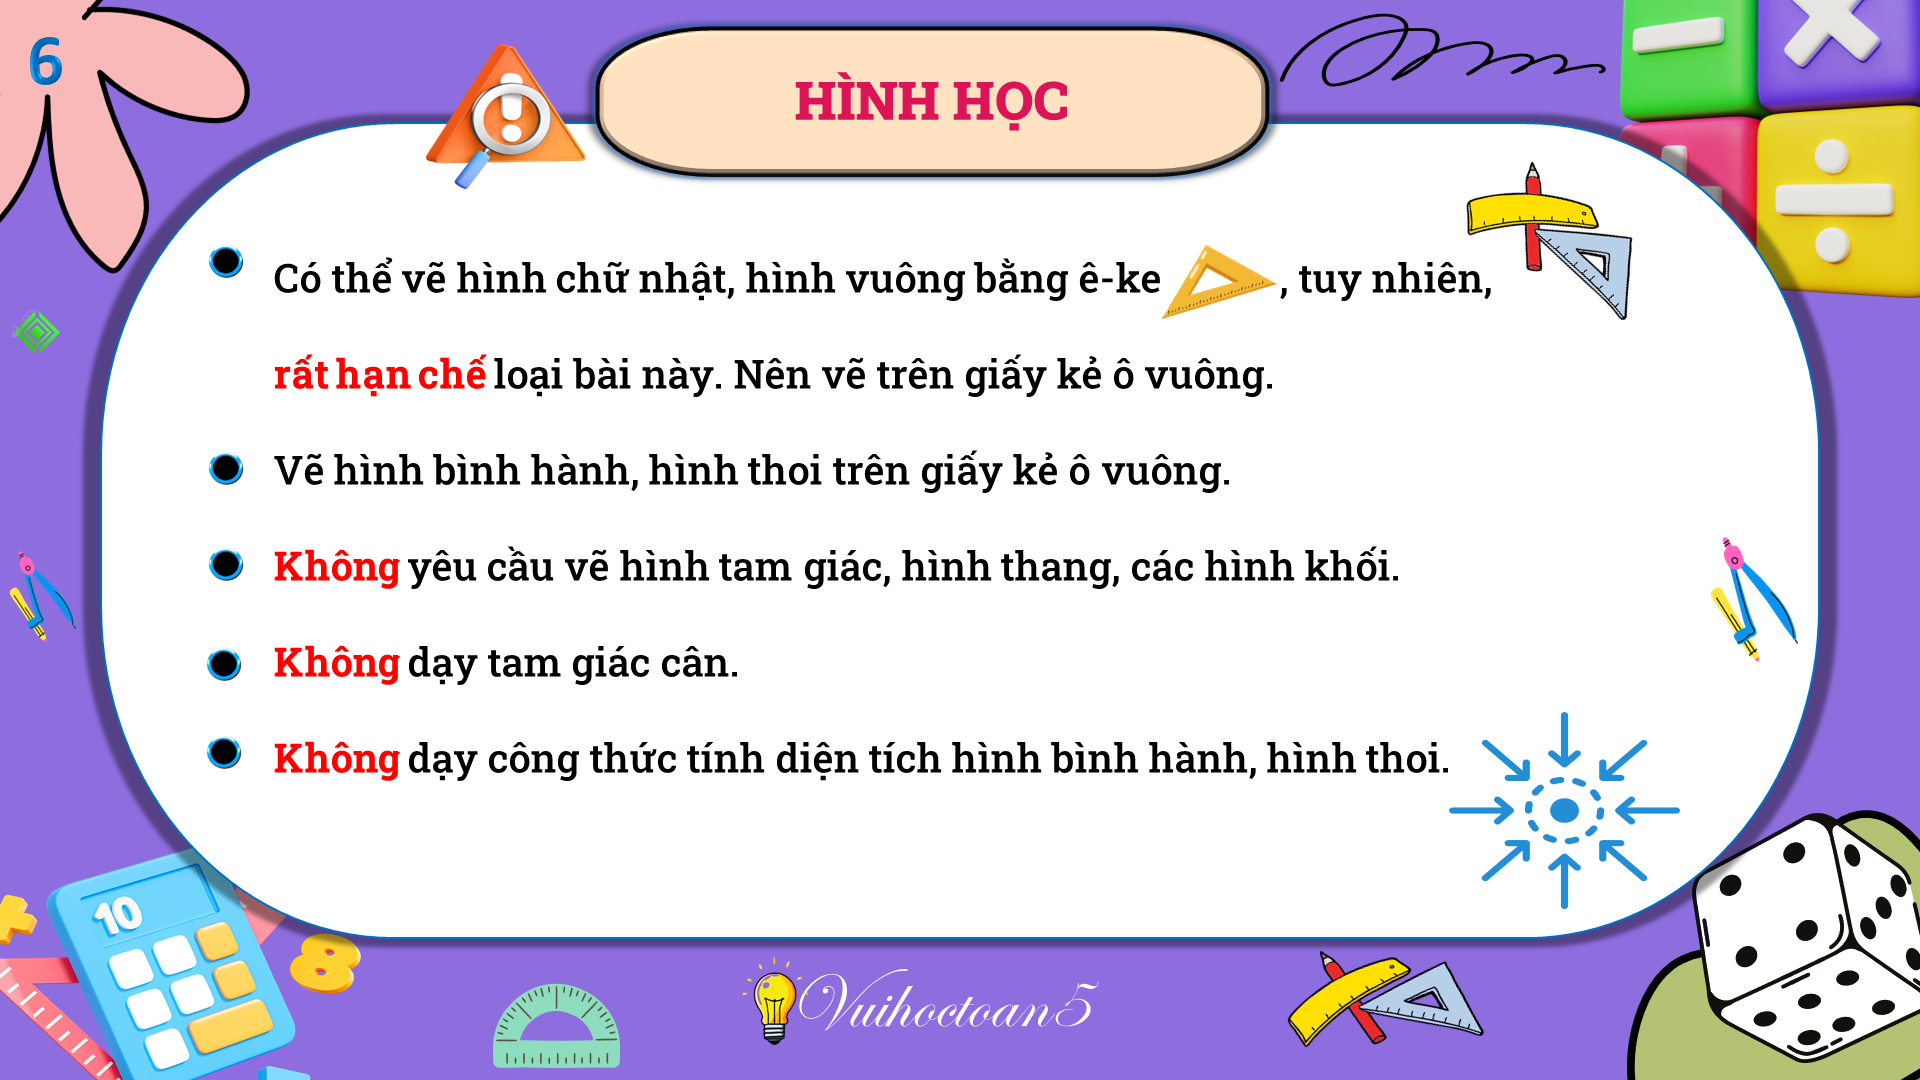 6
HÌNH HỌC
Có thể vẽ hình chữ nhật, hình vuông bằng ê-ke , tuy nhiên,
rất hạn chế loại bài này. Nên vẽ trên giấy kẻ ô vuông.
Vẽ hình bình hành, hình thoi trên giấy kẻ ô vuông.
Không yêu cầu vẽ hình tam giác, hình thang, các hình khối.
Không dạy tam giác cân.
Không dạy công thức tính diện tích hình bình hành, hình thoi.
10
8
Vuihoctoan5